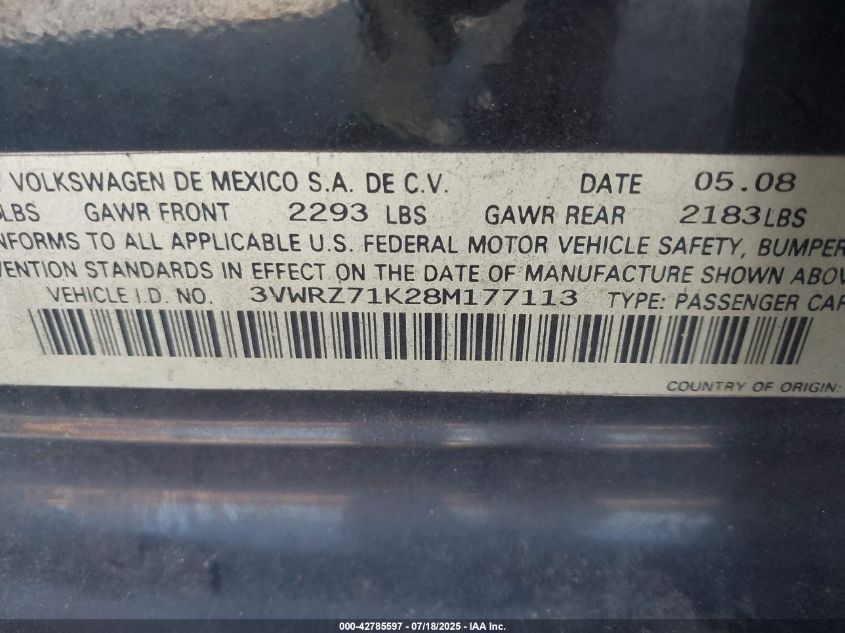 VOLKSWAGEN DE MEXICO S.A. DE C.V. DATE 05.08
LBS GAWR FRONT 2293 LBS GAWR REAR 2183 LBS
NFORMS TO ALL APPLICABLE U.S. FEDERAL MOTOR VEHICLE SAFETY, BUMPER
VENTION STANDARDS IN EFFECT ON THE DATE OF MANUFACTURE SHOWN ABOV
VEHICLE I.D. NO. 3VWRZ71K28M177113 TYPE: PASSENGER CAR
COUNTRY OF ORIGIN:
000-42785597 - 07/18/2025 - IAA Inc.